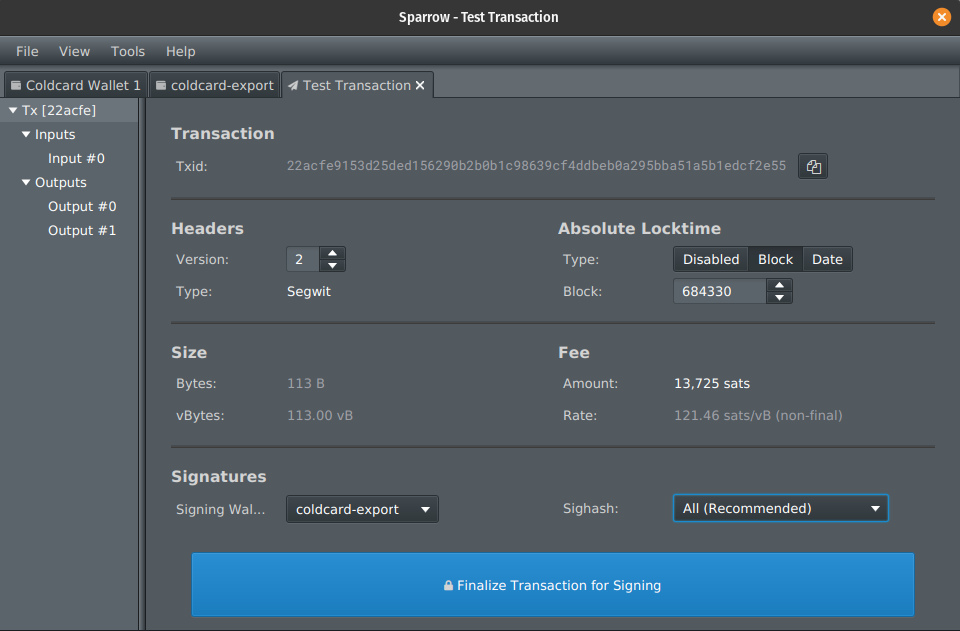 Sparrow - Test Transaction
File View Tools Help
Coldcard Wallet 1 coldcard-export Test Transaction
Tx [22acfe]
Inputs
Input #0
Outputs
Output #0
Output #1
Transaction
Txid: 22acfe9153d25ded156290b2b0b1c98639cf4ddbeb0a295bba51a5b1edcf2e55
Headers
Version: 2
Type: Segwit
Absolute Locktime
Type: Disabled Block Date
Block: 684330
Size
Bytes: 113 B
vBytes: 113.00 vB
Fee
Amount: 13,725 sats
Rate: 121.46 sats/vB (non-final)
Signatures
Signing Wal... coldcard-export
Sighash: All (Recommended)
Finalize Transaction for Signing